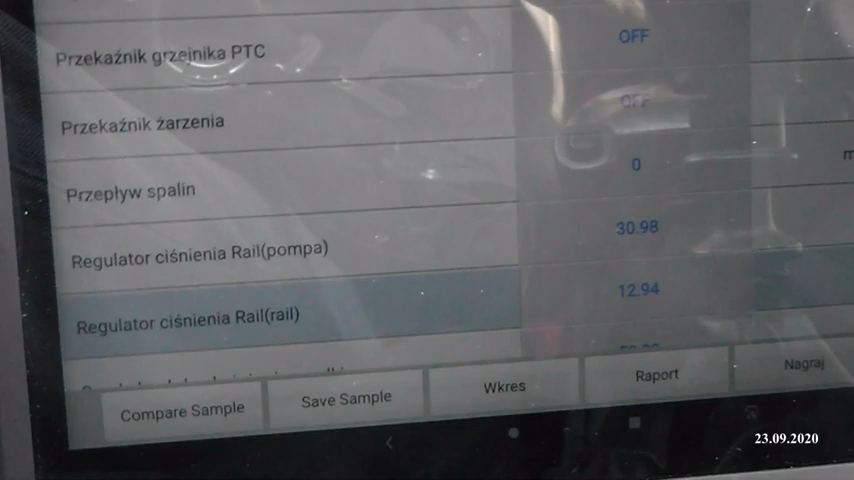 Przekaźnik grzejnika PTC OFF
Przekaźnik żarzenia OFF
Przepływ spalin 0 m
Regulator ciśnienia Rail(pompa) 30.98
Regulator ciśnienia Rail(rail) 12.94
Compare Sample Save Sample Wkres Raport Nagraj
23.09.2020